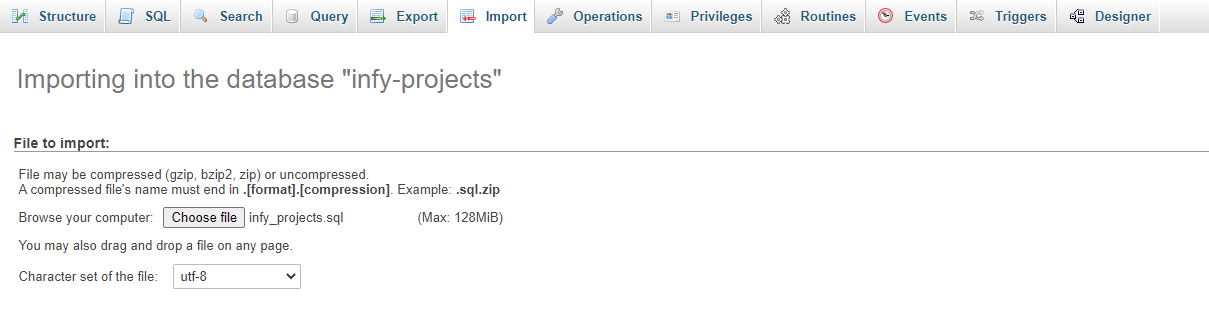 Structure SQL Search Query Export Import Operations Privileges Routines Events Triggers Designer
Importing into the database "infy-projects"
File to import:
File may be compressed (gzip, bzip2, zip) or uncompressed.
A compressed file's name must end in .[format].[compression]. Example: .sql.zip
Browse your computer: Choose file infy_projects.sql (Max: 128MiB)
You may also drag and drop a file on any page.
Character set of the file: utf-8